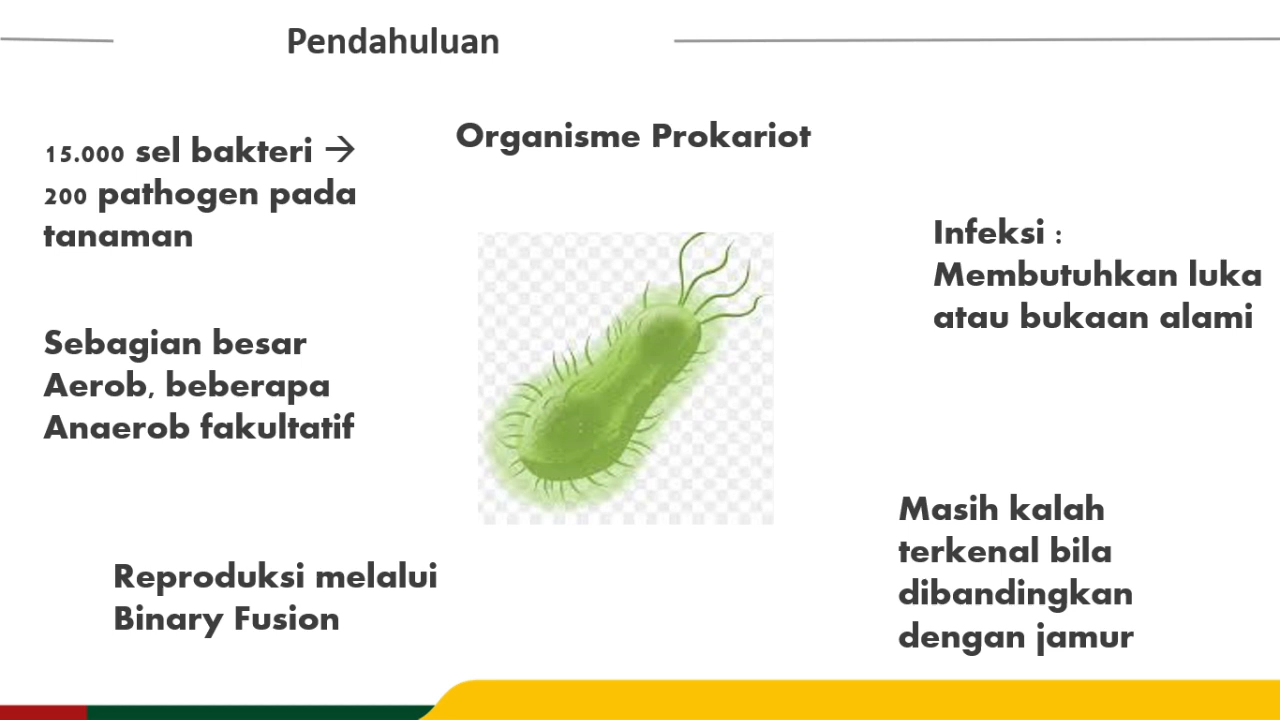 Pendahuluan
Organisme Prokariot
15.000 sel bakteri →
200 pathogen pada
tanaman
Infeksi :
Membutuhkan luka
atau bukaan alami
Sebagian besar
Aerob, beberapa
Anaerob fakultatif
Masih kalah
terkenal bila
dibandingkan
dengan jamur
Reproduksi melalui
Binary Fusion